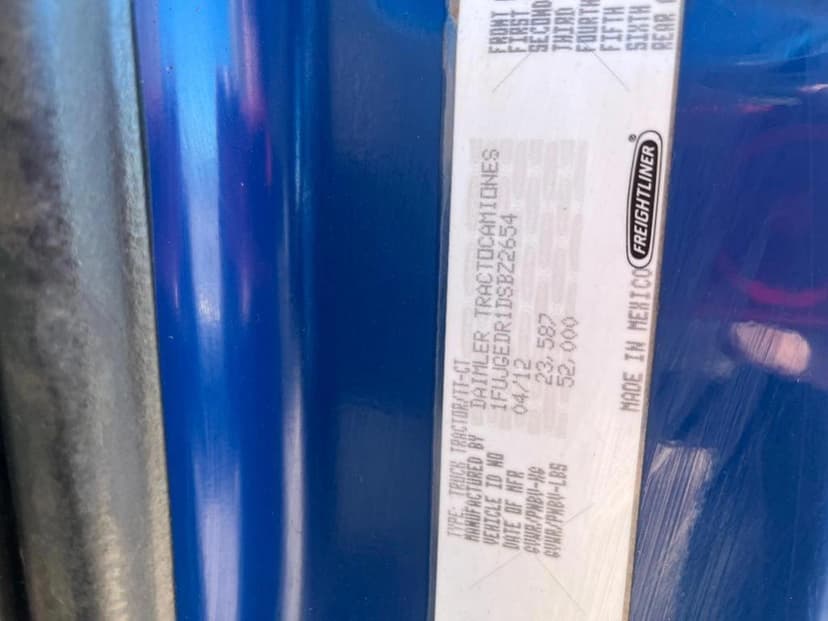 TYPE: TRUCK TRACTOR/TT-CT
MANUFACTURED BY DAIMLER TRACTOCAMIONES
VEHICLE ID NO 1FUJGEDR1DSBZ2654
DATE OF MFR 04/12
GVWR/PNBV-KG 23,587
GVWR/PNBV-LBS 52,000
MADE IN MEXICO FREIGHTLINER®
FRONT
FIRST
SECOND
THIRD
FOURTH
FIFTH
SIXTH
REAR